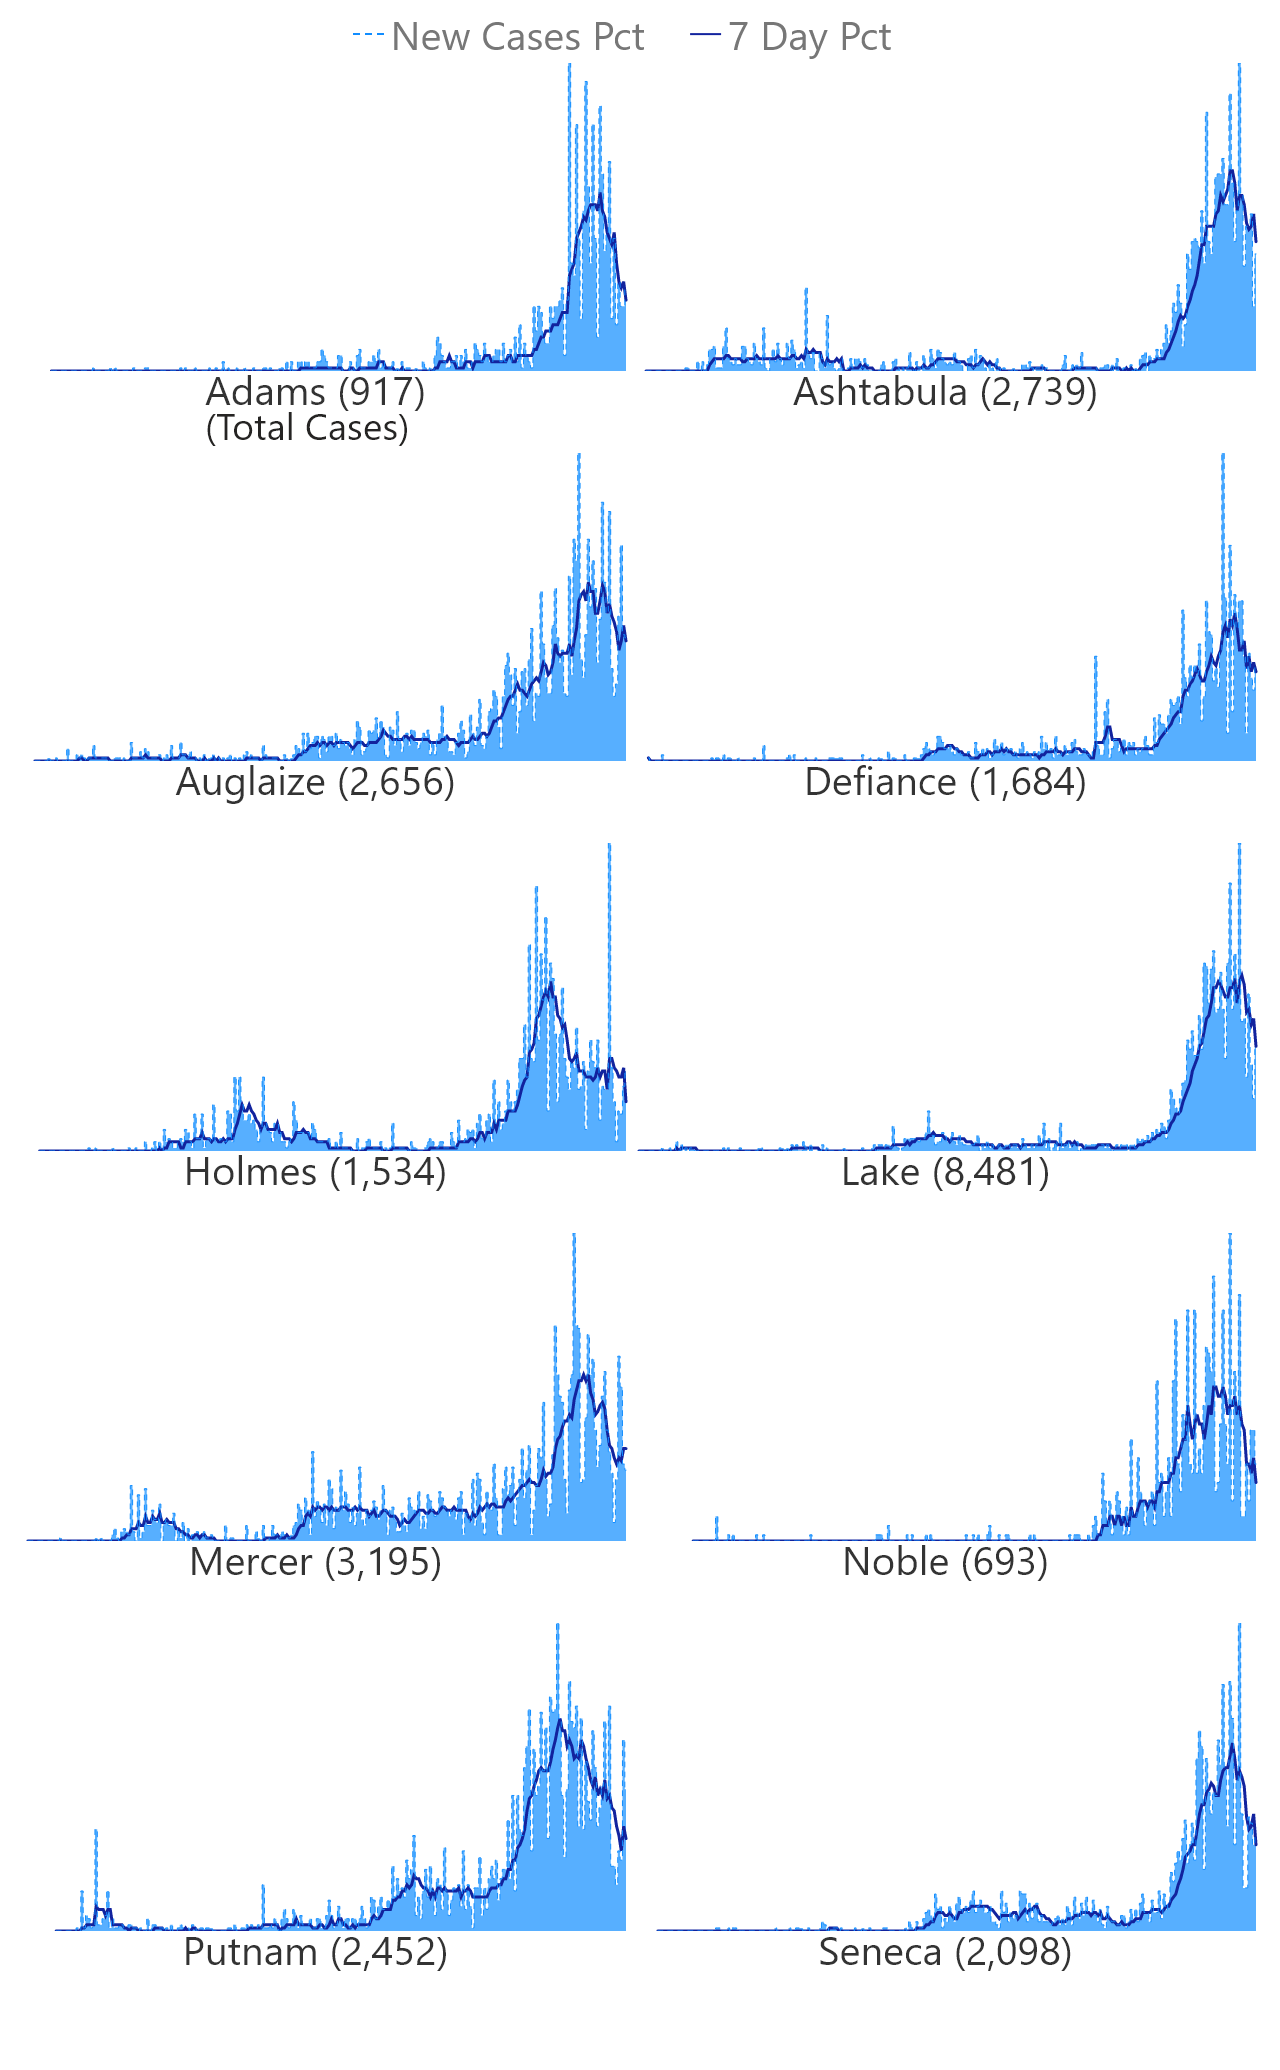 New Cases Pct 7 Day Pct
Adams (917) Ashtabula (2,739)
(Total Cases)
Auglaize (2,656) Defiance (1,684)
Holmes (1,534) Lake (8,481)
Mercer (3,195) Noble (693)
Putnam (2,452) Seneca (2,098)